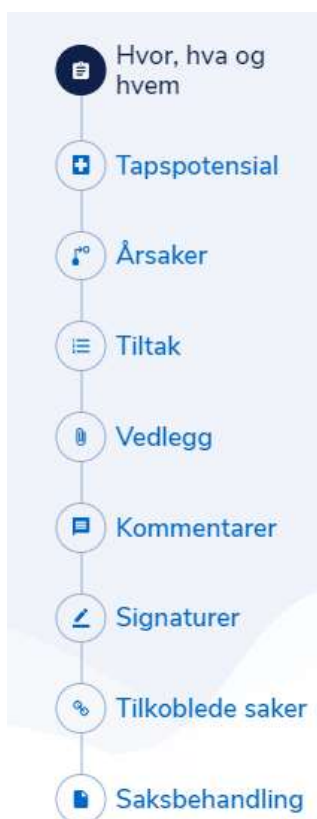 Hvor, hva og
hvem
Tapspotensial
Årsaker
Tiltak
Vedlegg
Kommentarer
Signaturer
Tilkoblede saker
Saksbehandling